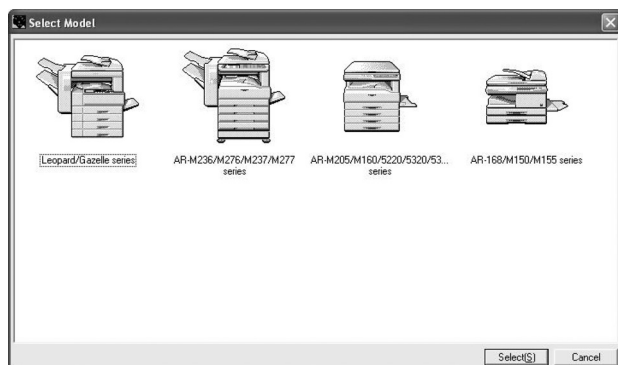 Select Model
Leopard/Gazelle series
AR-M236/M276/M237/M277
series
AR-M205/M160/5220/5320/53...
series
AR-168/M150/M155 series
Select(S)
Cancel